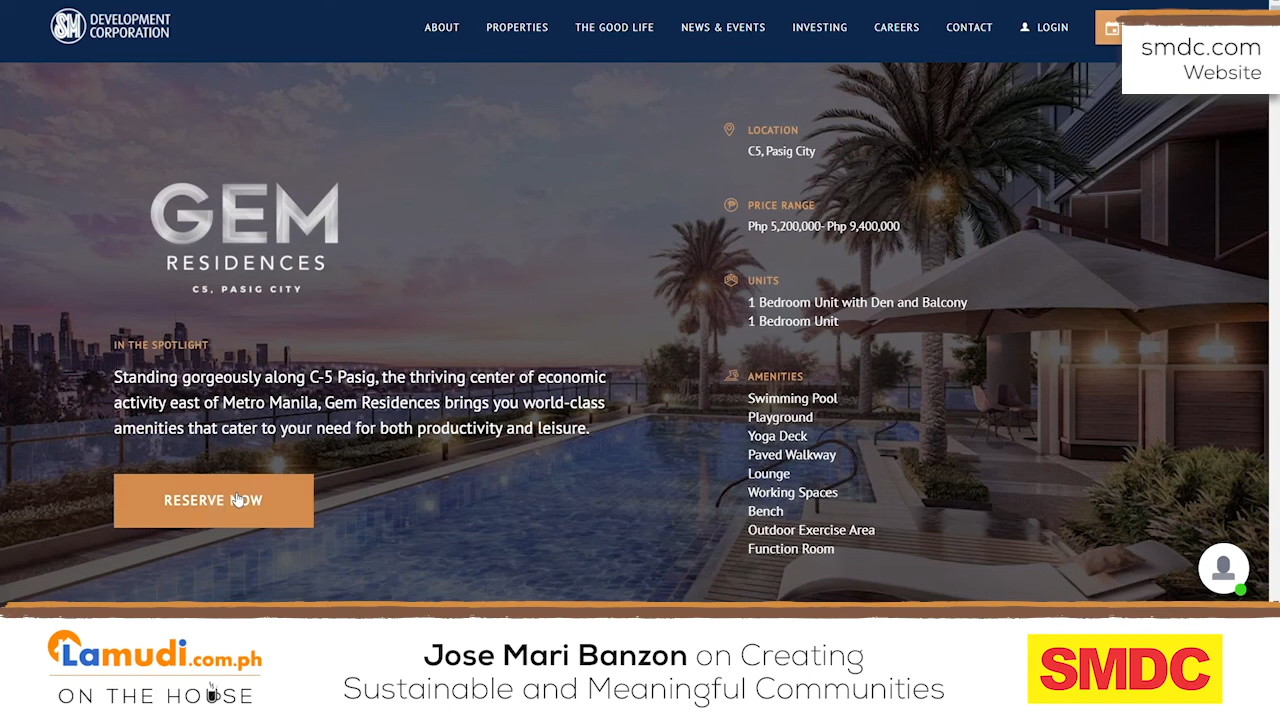 SM DEVELOPMENT
CORPORATION
ABOUT PROPERTIES THE GOOD LIFE NEWS & EVENTS INVESTING CAREERS CONTACT LOGIN
smdc.com
Website
GEM
RESIDENCES
C5, PASIG CITY
IN THE SPOTLIGHT
Standing gorgeously along C-5 Pasig, the thriving center of economic
activity east of Metro Manila, Gem Residences brings you world-class
amenities that cater to your need for both productivity and leisure.
RESERVE NOW
LOCATION
C5, Pasig City
PRICE RANGE
Php 5,200,000- Php 9,400,000
UNITS
1 Bedroom Unit with Den and Balcony
1 Bedroom Unit
AMENITIES
Swimming Pool
Playground
Yoga Deck
Paved Walkway
Lounge
Working Spaces
Bench
Outdoor Exercise Area
Function Room
Lamudi.com.ph
ON THE HOUSE
Jose Mari Banzon on Creating
Sustainable and Meaningful Communities
SMDC